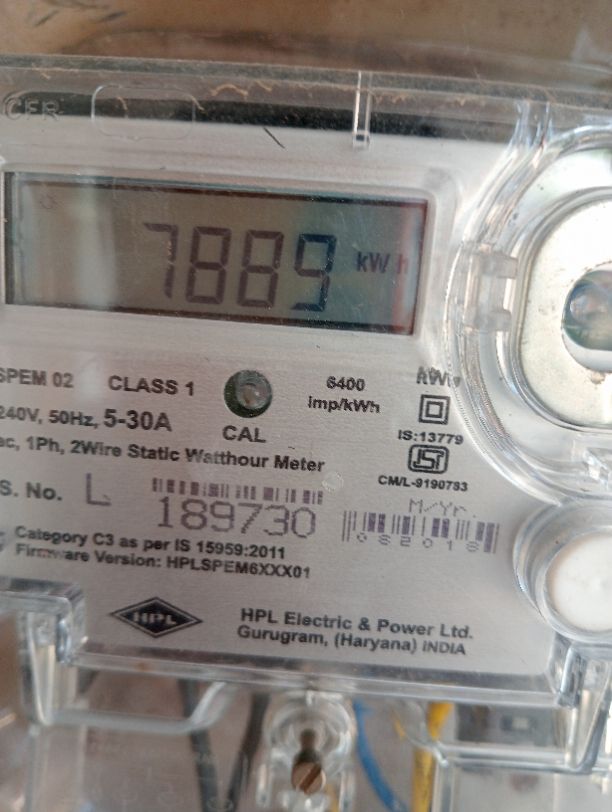 7889 kWh
SPEM 02 CLASS 1
6400
imp/kWh
240V, 50Hz, 5-30A
CAL
IS:13779
ac, 1Ph, 2Wire Static Watthour Meter
CM/L-9190783
S. No. L 189730
M/Yr.
082018
Category C3 as per IS 15959:2011
Firmware Version: HPLSPEM6XXX01
HPL
HPL Electric & Power Ltd.
Gurugram, (Haryana) INDIA